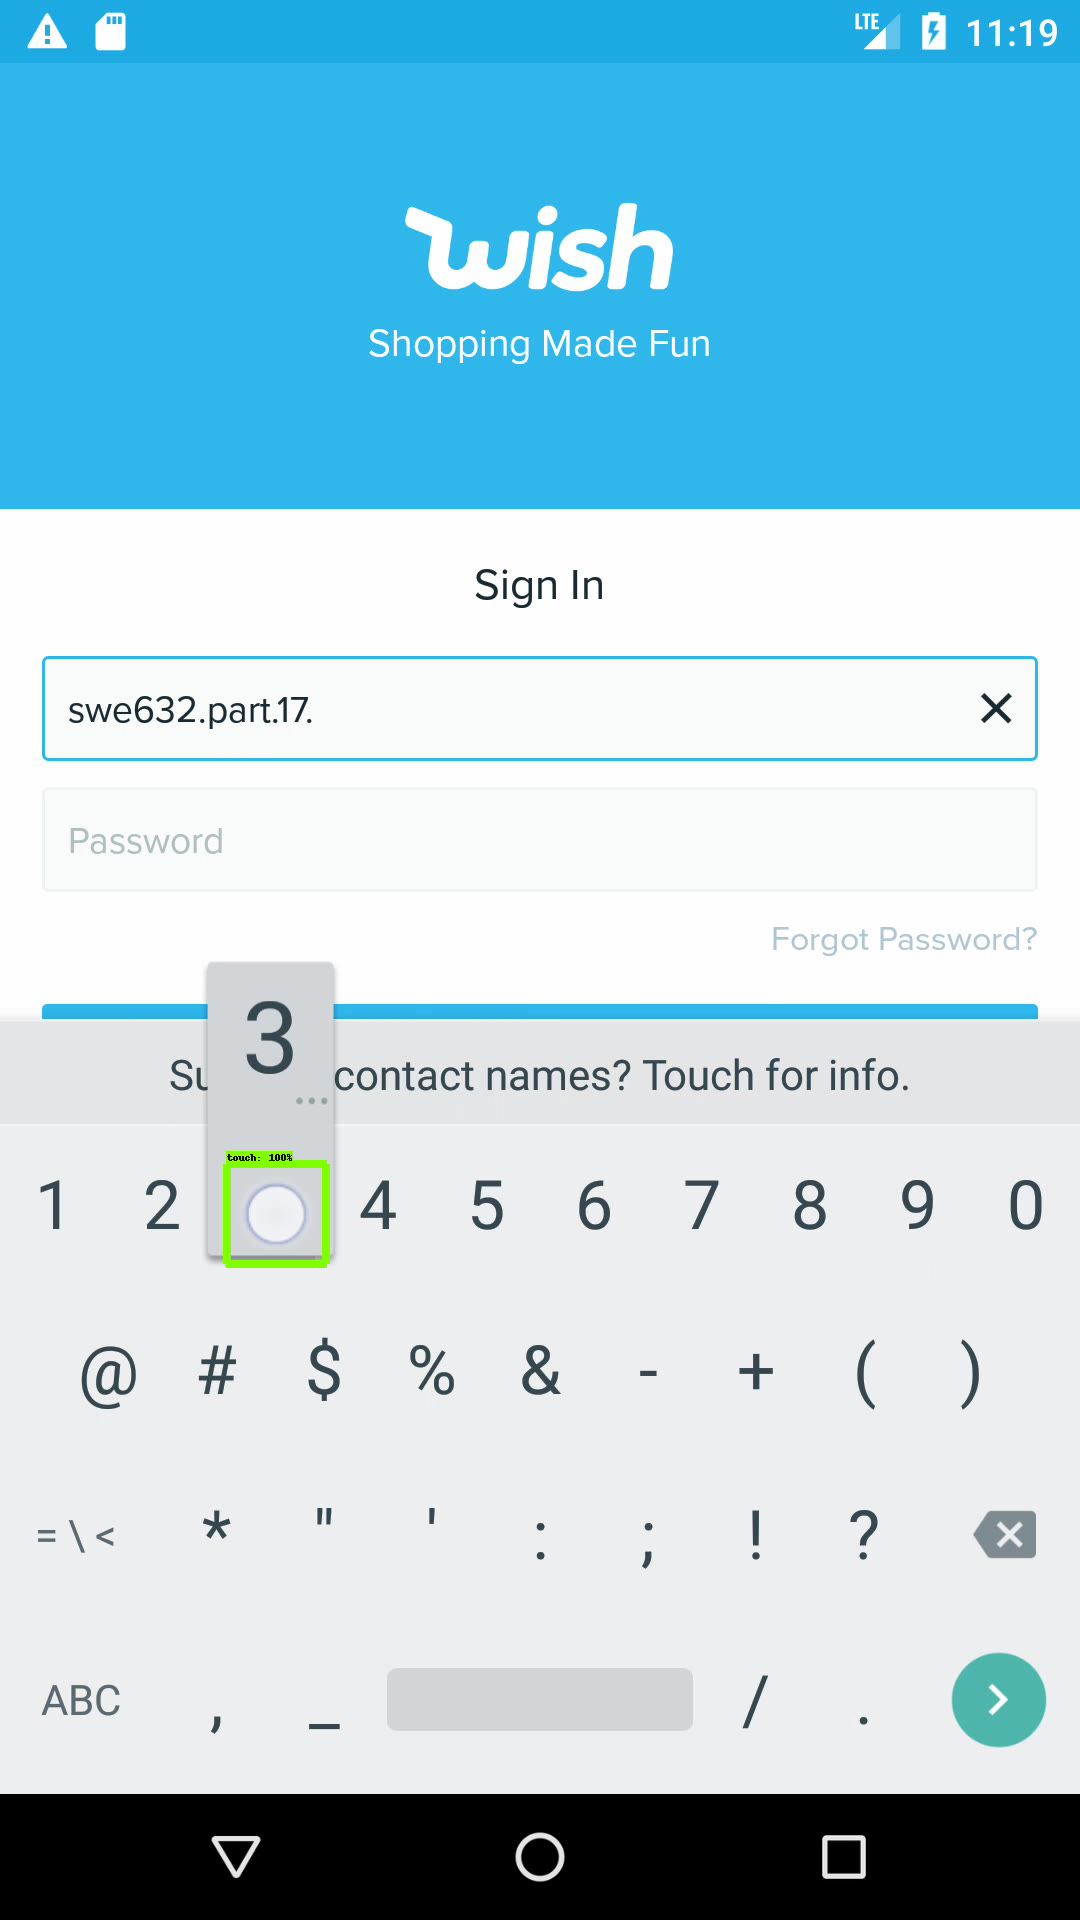 LTE 11:19
wish
Shopping Made Fun
Sign In
swe632.part.17.
Password
Forgot Password?
3
contact names? Touch for info.
touch: 100%
1 2 4 5 6 7 8 9 0
@ # $ % & - + ( )
= \ < * " ' : ; ! ?
ABC , _ / .